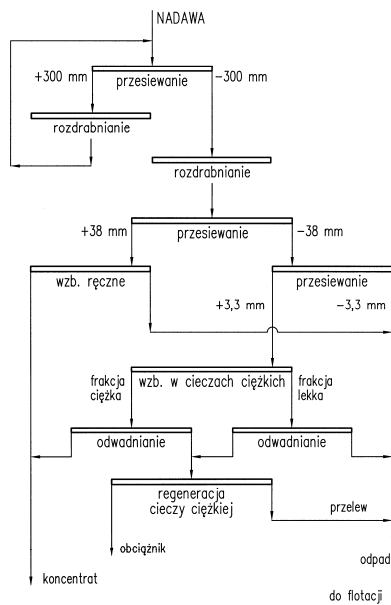 NADAWA
+300 mm
przesiewanie
-300 mm
rozdrabnianie
rozdrabnianie
+38 mm
przesiewanie
-38 mm
wzb. ręczne
przesiewanie
+3,3 mm
-3,3 mm
frakcja
ciężka
wzb. w cieczach ciężkich
frakcja
lekka
odwadnianie
odwadnianie
regeneracja
cieczy ciężkiej
przelew
obciążnik
odpad
koncentrat
do flotacji